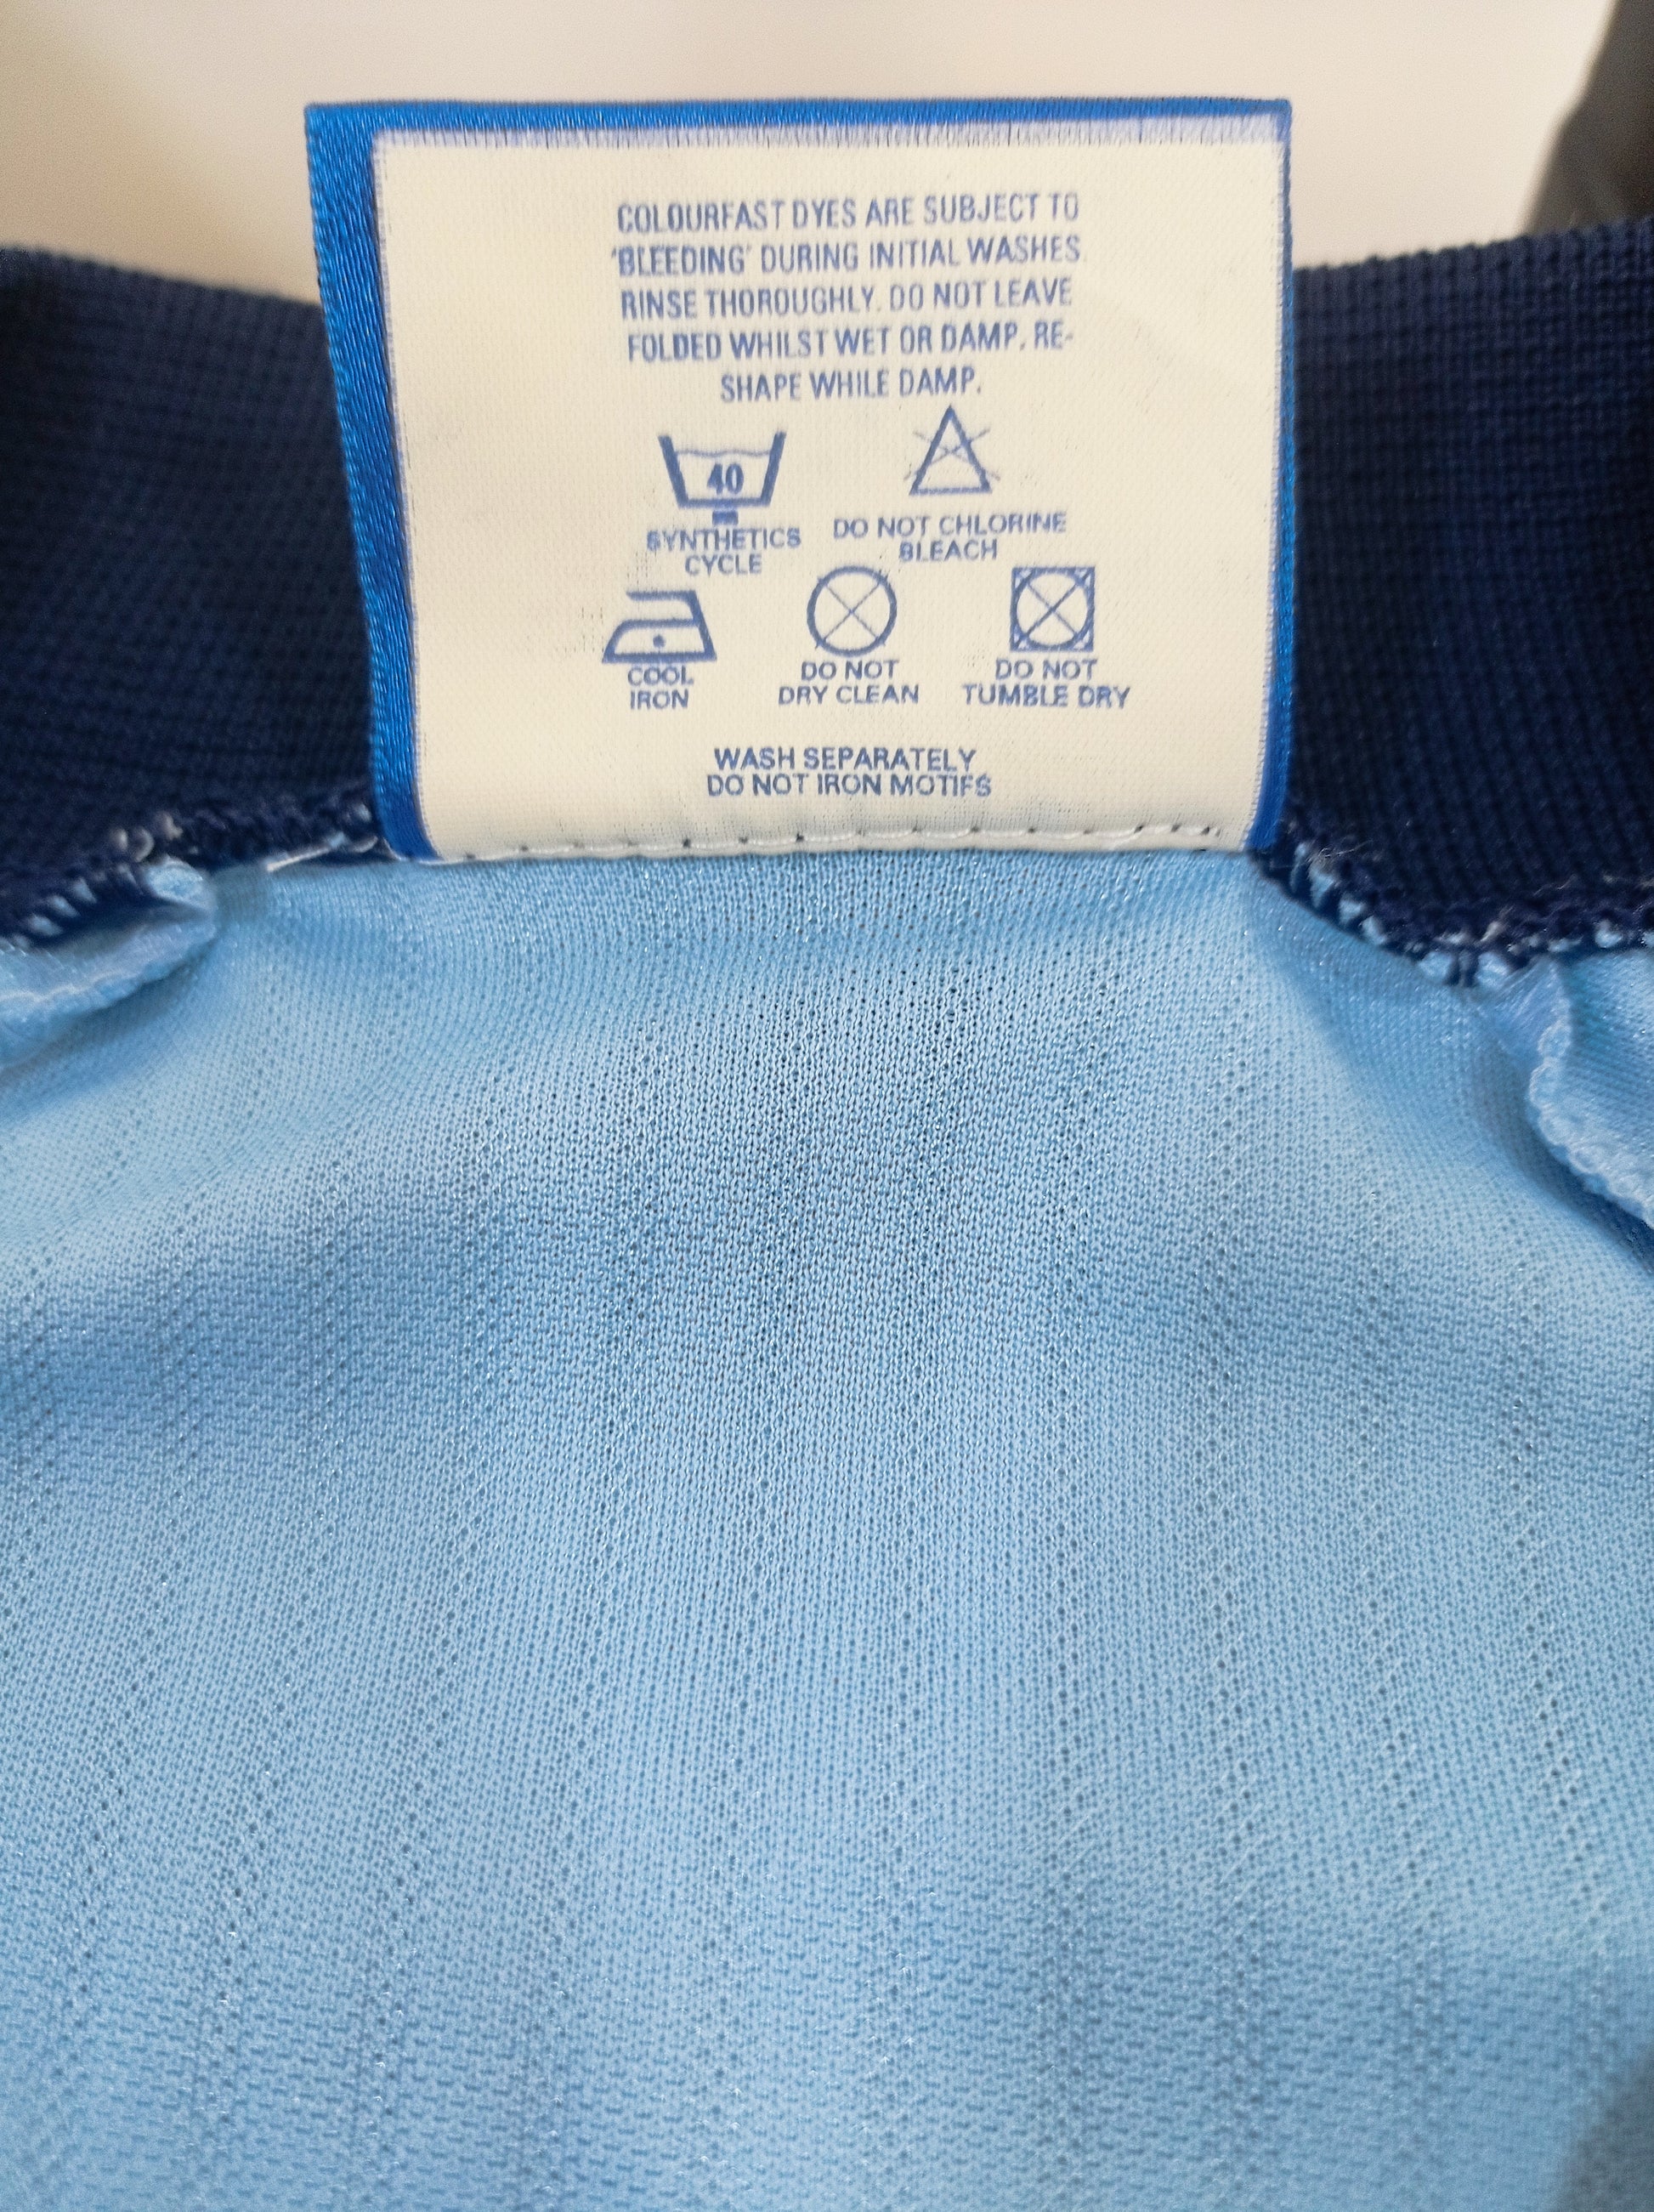 COLOURFAST DYES ARE SUBJECT TO
'BLEEDING' DURING INITIAL WASHES
RINSE THOROUGHLY. DO NOT LEAVE
FOLDED WHILST WET OR DAMP. RE-
SHAPE WHILE DAMP.
40
SYNTHETICS
CYCLE
DO NOT CHLORINE
BLEACH
COOL
IRON
DO NOT
DRY CLEAN
DO NOT
TUMBLE DRY
WASH SEPARATELY
DO NOT IRON MOTIFS